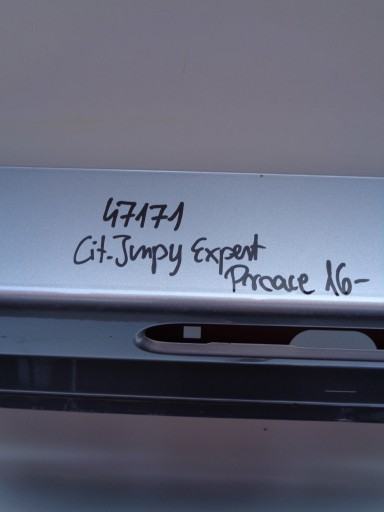 47171
Cit. Jumpy Expert
Proace 16-